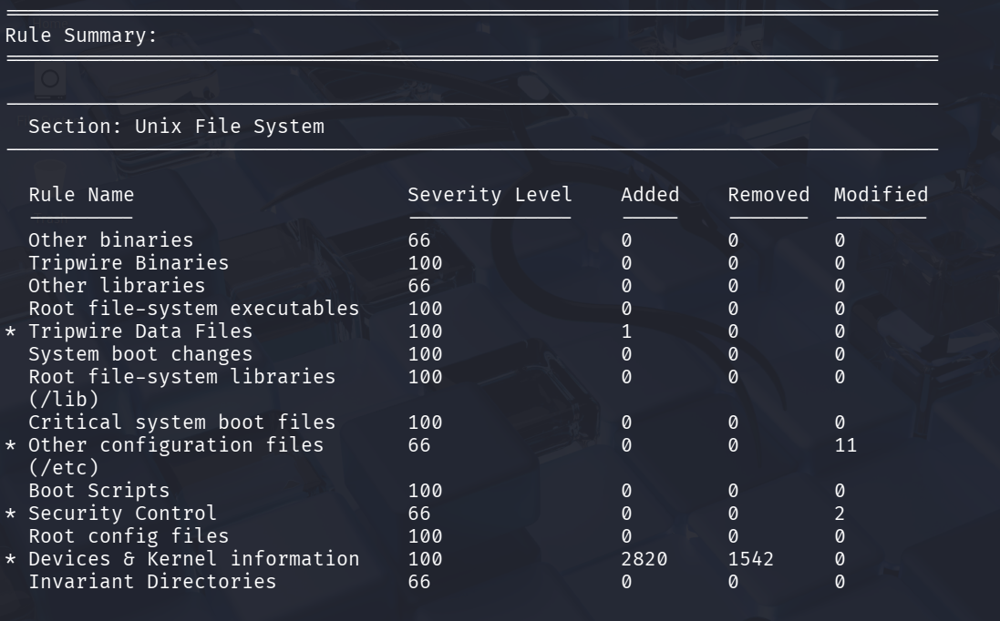 Rule Summary:
Section: Unix File System
Rule Name Severity Level Added Removed Modified
Other binaries 66 0 0 0
Tripwire Binaries 100 0 0 0
Other libraries 66 0 0 0
Root file-system executables 100 0 0 0
* Tripwire Data Files 100 1 0 0
System boot changes 100 0 0 0
Root file-system libraries 100 0 0 0
(/lib)
Critical system boot files 100 0 0 0
* Other configuration files 66 0 0 11
(/etc)
Boot Scripts 100 0 0 0
* Security Control 66 0 0 2
Root config files 100 0 0 0
* Devices & Kernel information 100 2820 1542 0
Invariant Directories 66 0 0 0